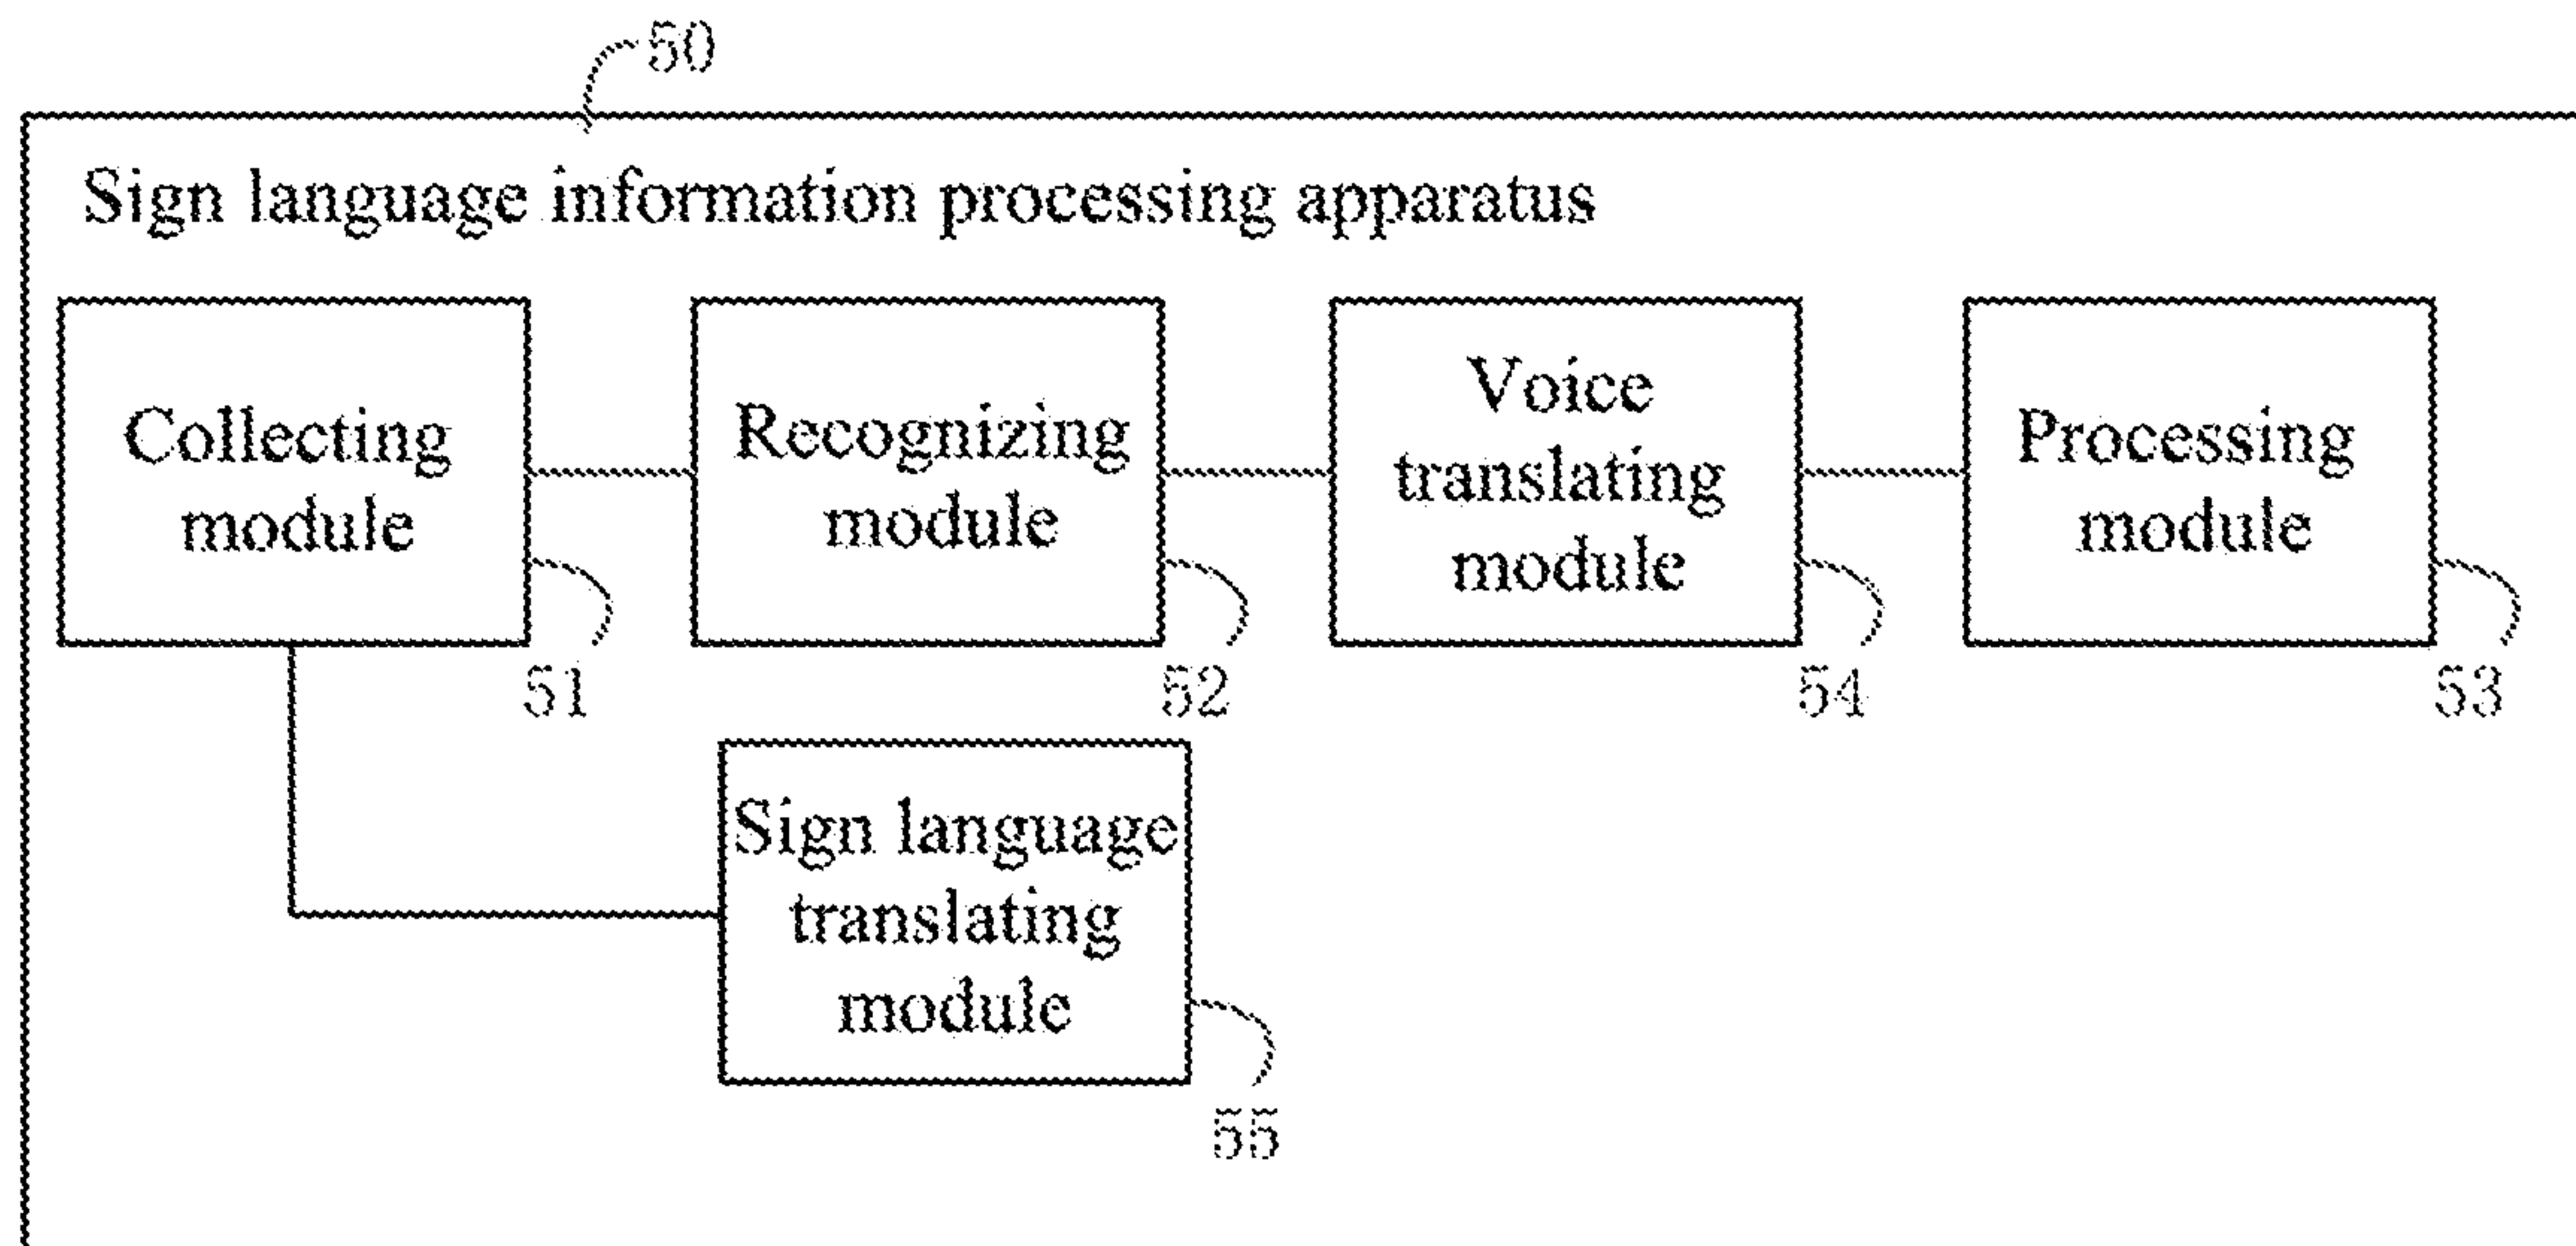 50
Sign language information processing apparatus
Collecting
module
51
Recognizing
module
52
Voice
translating
module
54
Processing
module
53
Sign language
translating
module
55